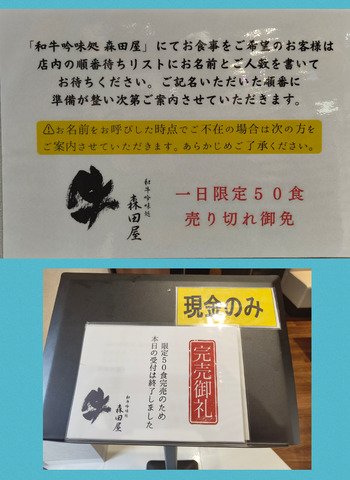 「和牛吟味処 森田屋」にてお食事をご希望のお客様は
店内の順番待ちリストにお名前とご人数を書いて
お待ちください。ご記名いただいた順番に
準備が整い次第ご案内させていただきます。
⚠お名前をお呼びした時点でご不在の場合は次の方を
ご案内させていただきます。あらかじめご了承ください。
牛
和牛吟味処
森田屋
一日限定50食
売り切れ御免
現金のみ
完売御礼
限定50食完売のため
本日の受付は終了しました
牛
和牛吟味処
森田屋